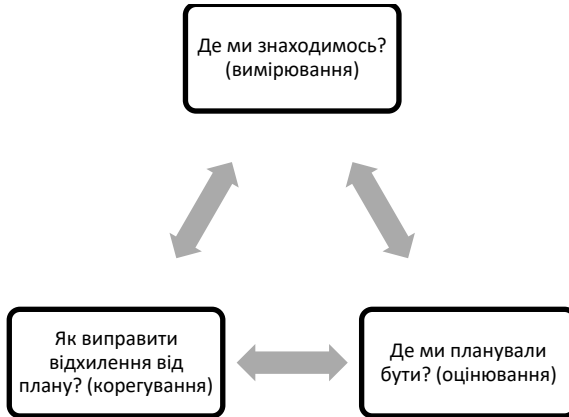 Де ми знаходимось?
(вимірювання)
Як виправити
відхилення від
плану? (корегування)
Де ми планували
бути? (оцінювання)